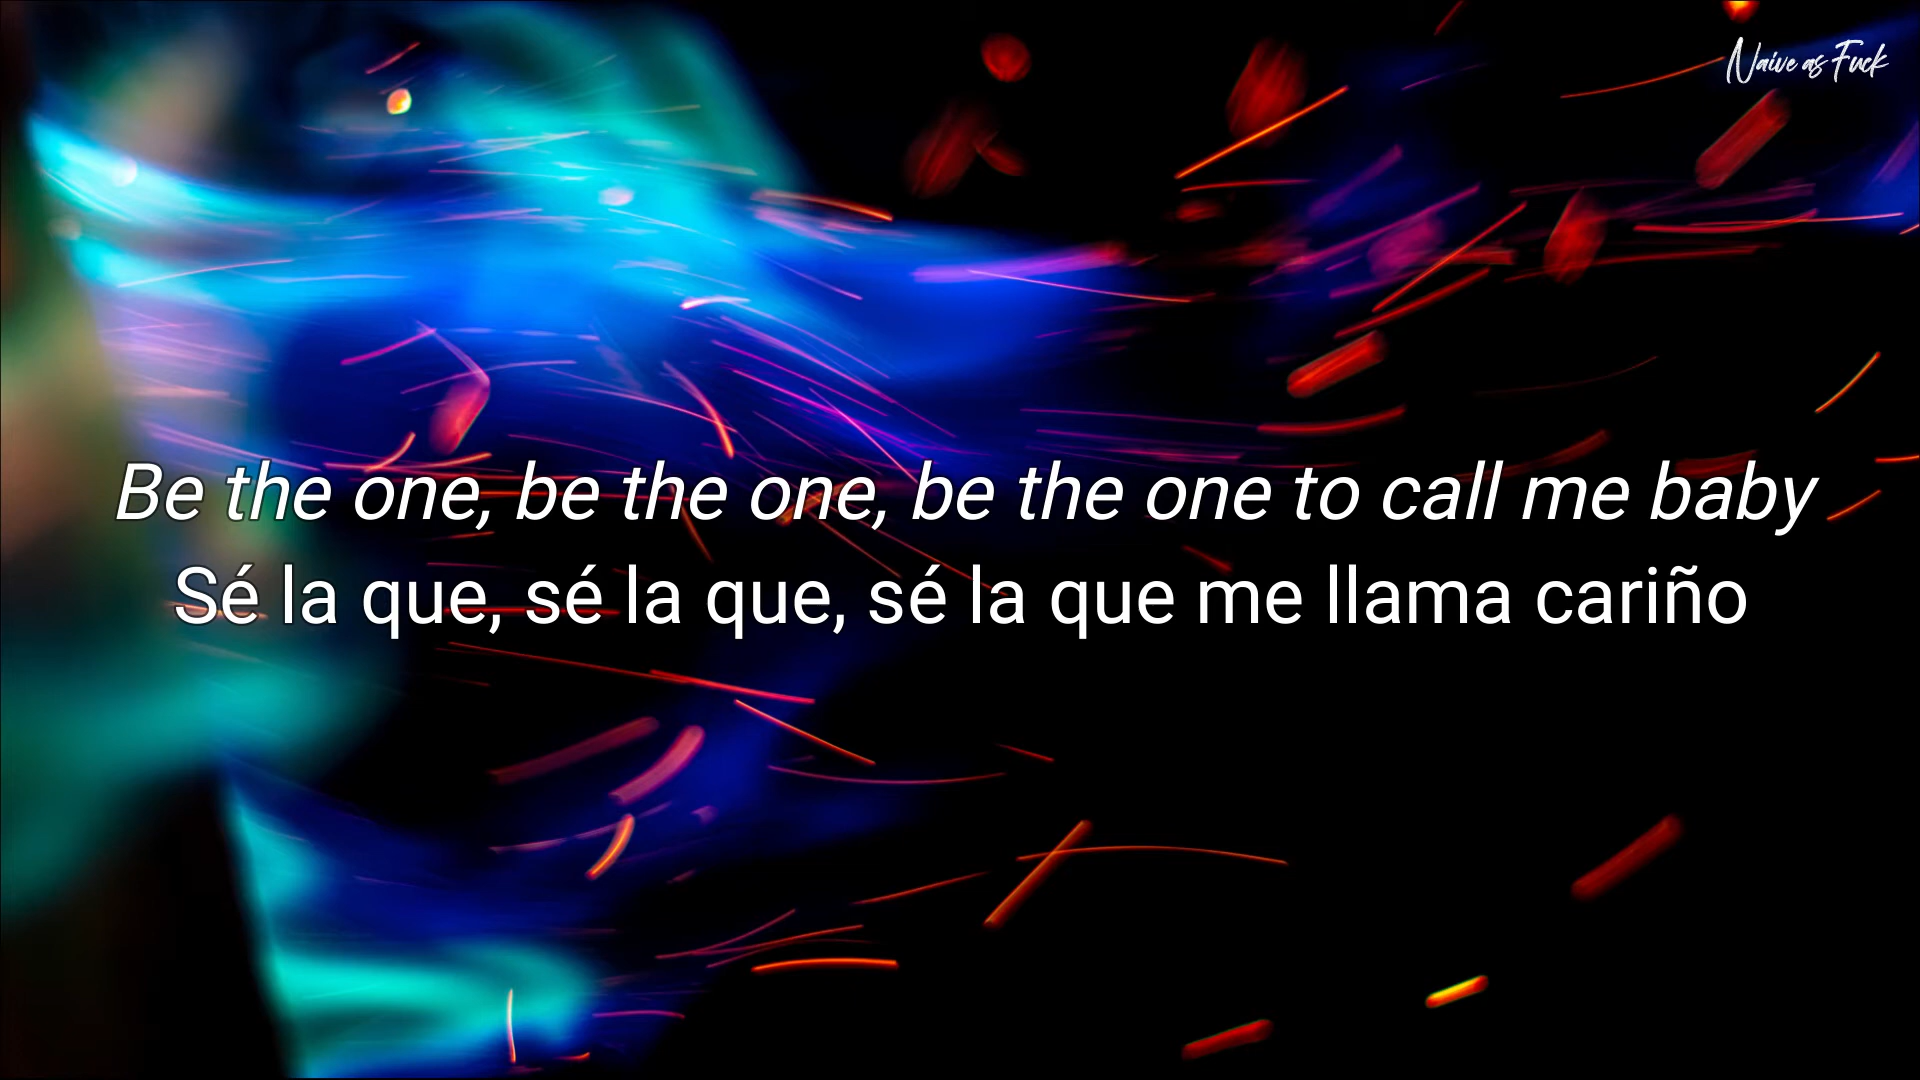 Naive as Fuck
Be the one, be the one, be the one to call me baby
Sé la que, sé la que, sé la que me llama cariño